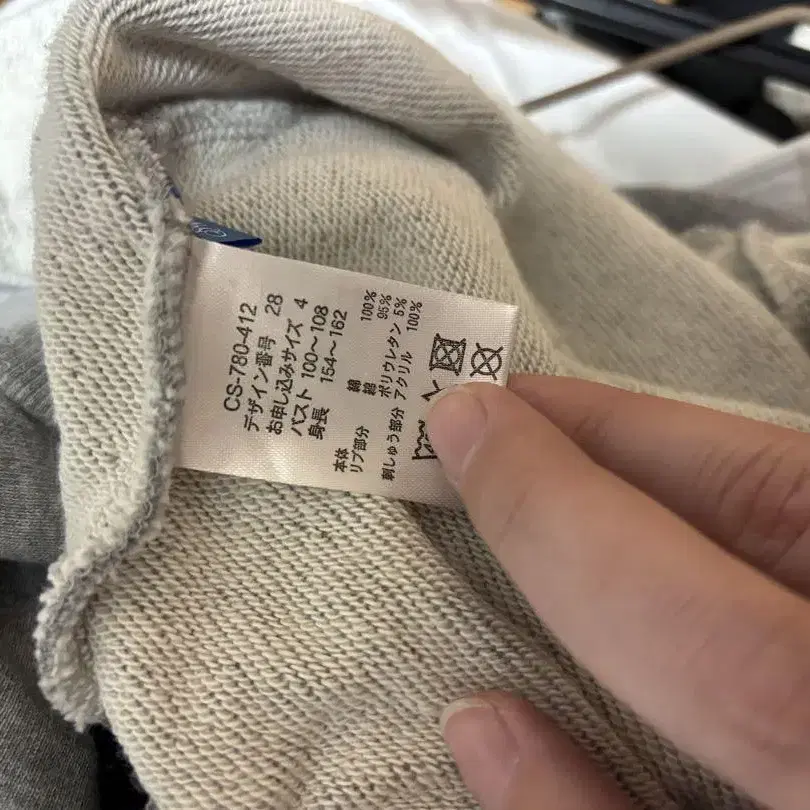 CS-780-412
デザイン番号 28
お申し込みサイズ 4
バスト 100～108
身長 154～162
本体 綿 100%
リブ部分 綿 95%
ポリウレタン 5%
刺しゅう部分 アクリル 100%